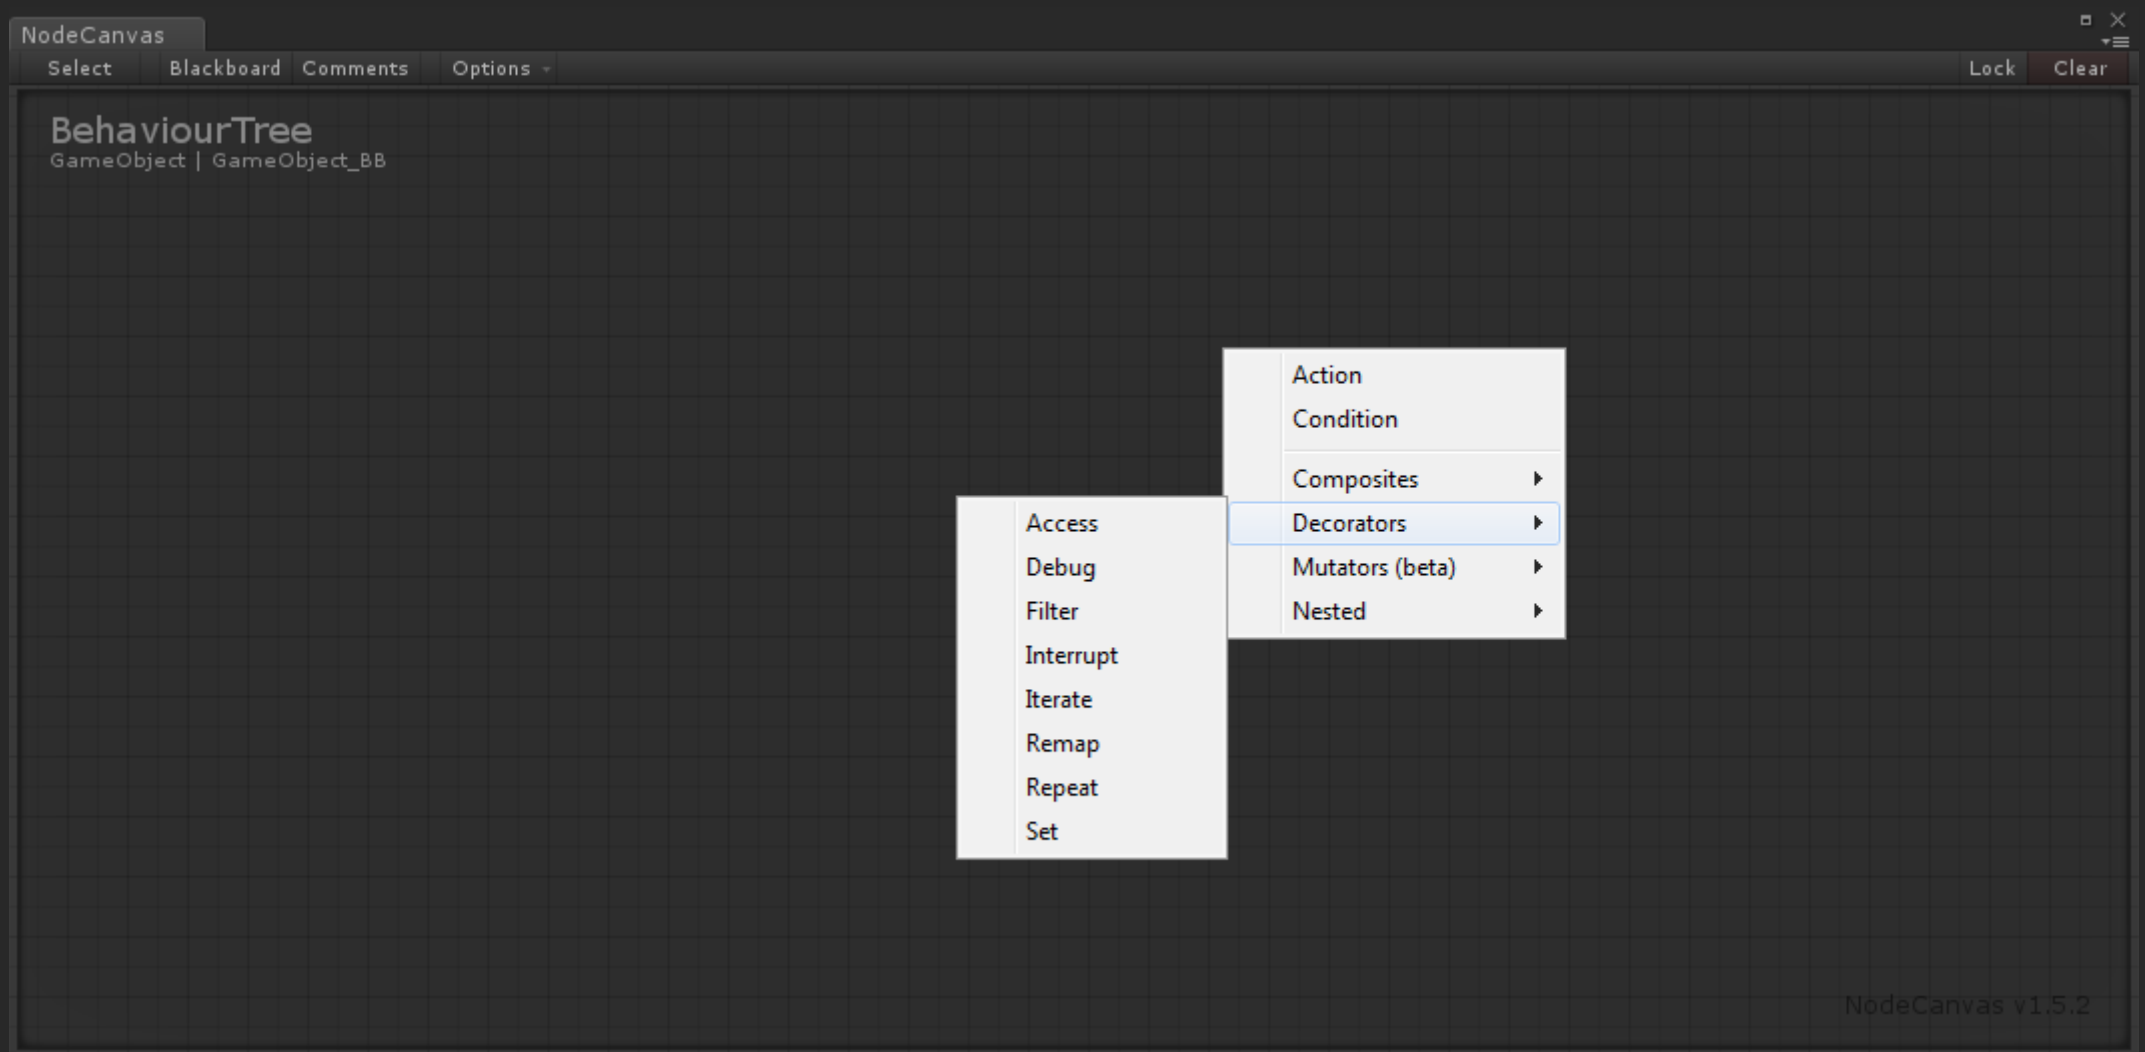 NodeCanvas
Select Blackboard Comments Options Lock Clear
BehaviourTree
GameObject | GameObject_BB
Action
Condition
Composites
Decorators
Mutators (beta)
Nested
Access
Debug
Filter
Interrupt
Iterate
Remap
Repeat
Set
NodeCanvas v1.5.2